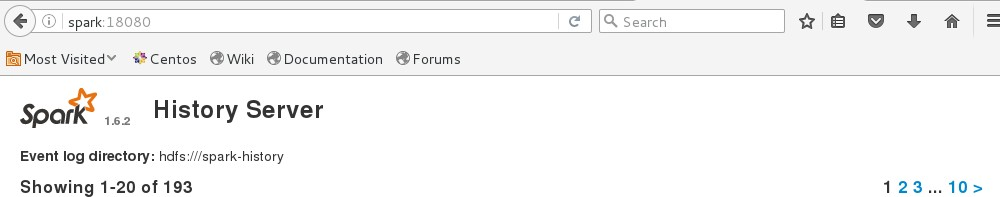 spark:18080
Search
Most Visited Centos Wiki Documentation Forums
Spark 1.6.2 History Server
Event log directory: hdfs:///spark-history
Showing 1-20 of 193 1 2 3 ... 10 >